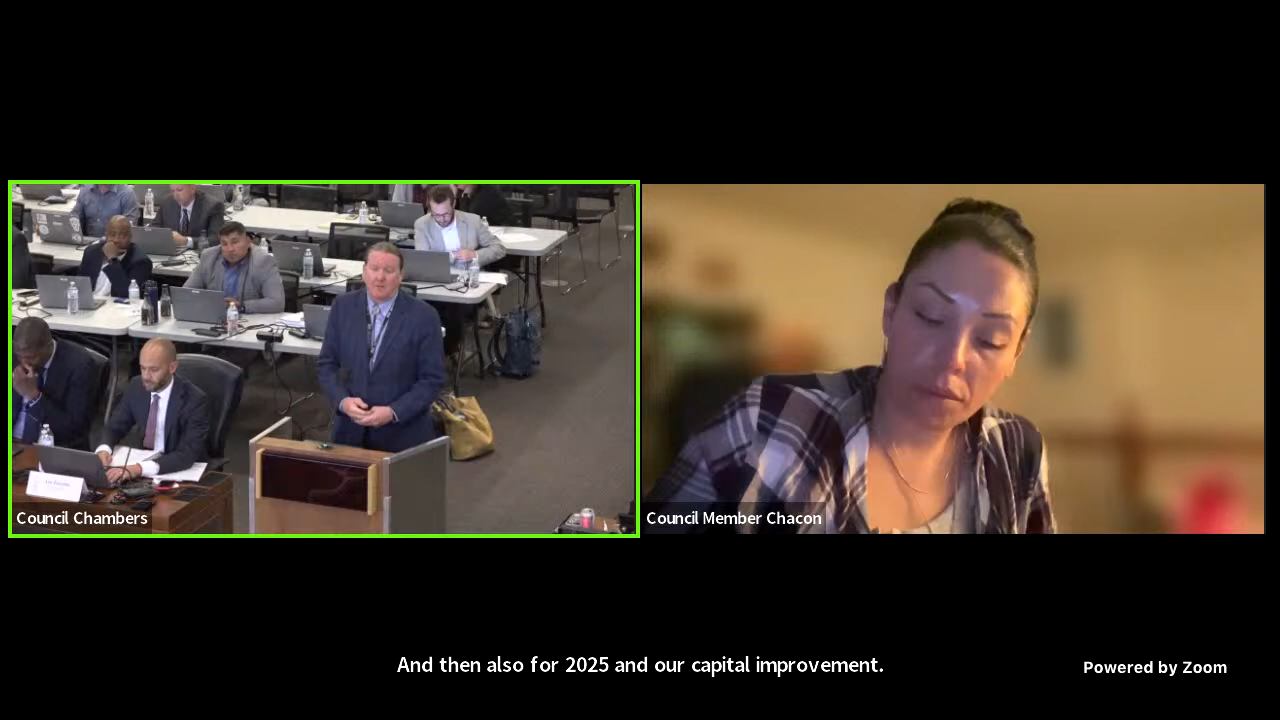 Council Chambers
Council Member Chacon
And then also for 2025 and our capital improvement.
Powered by Zoom